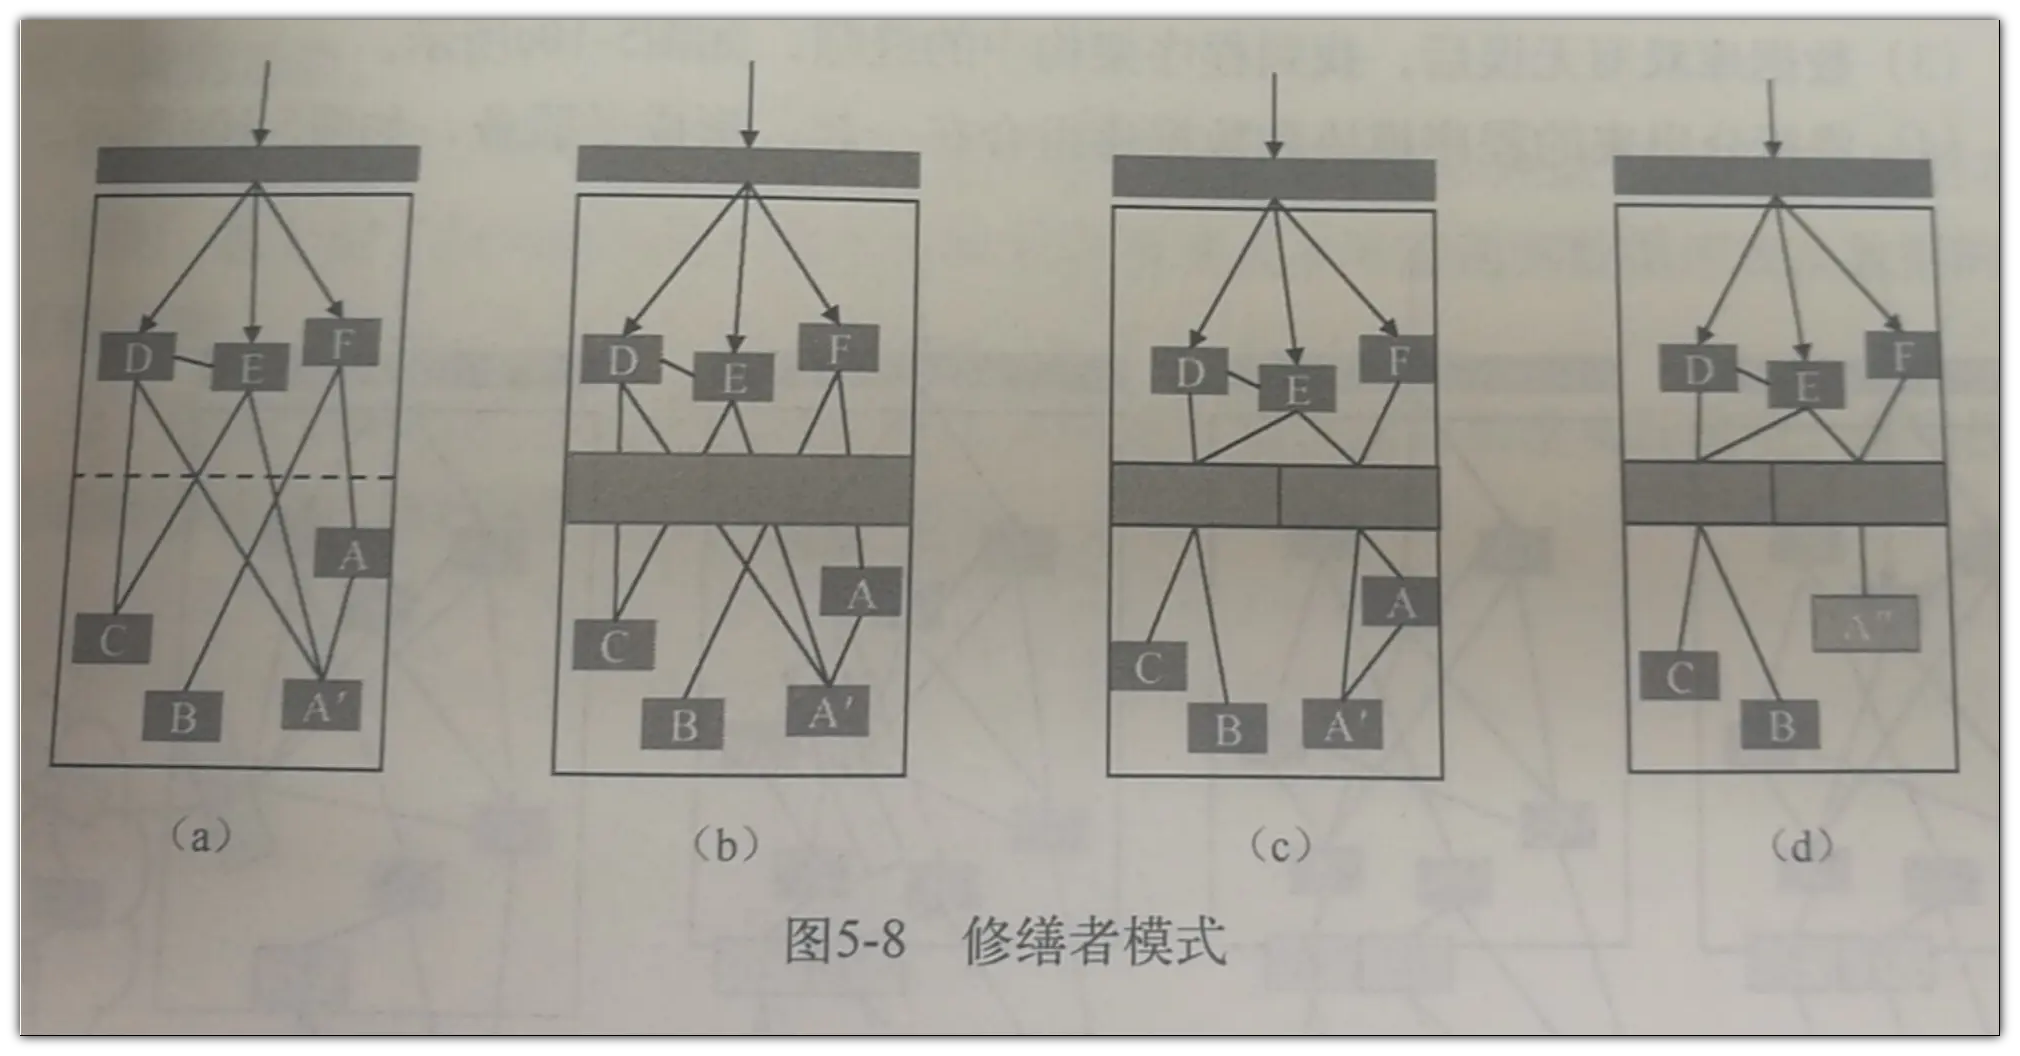 D E F
A
C
B A′
(a)
D E F
A
C
B A′
(b)
D E F
A
C
B A′
(c)
D E F
A″
C
B
(d)
图5-8 修缮者模式